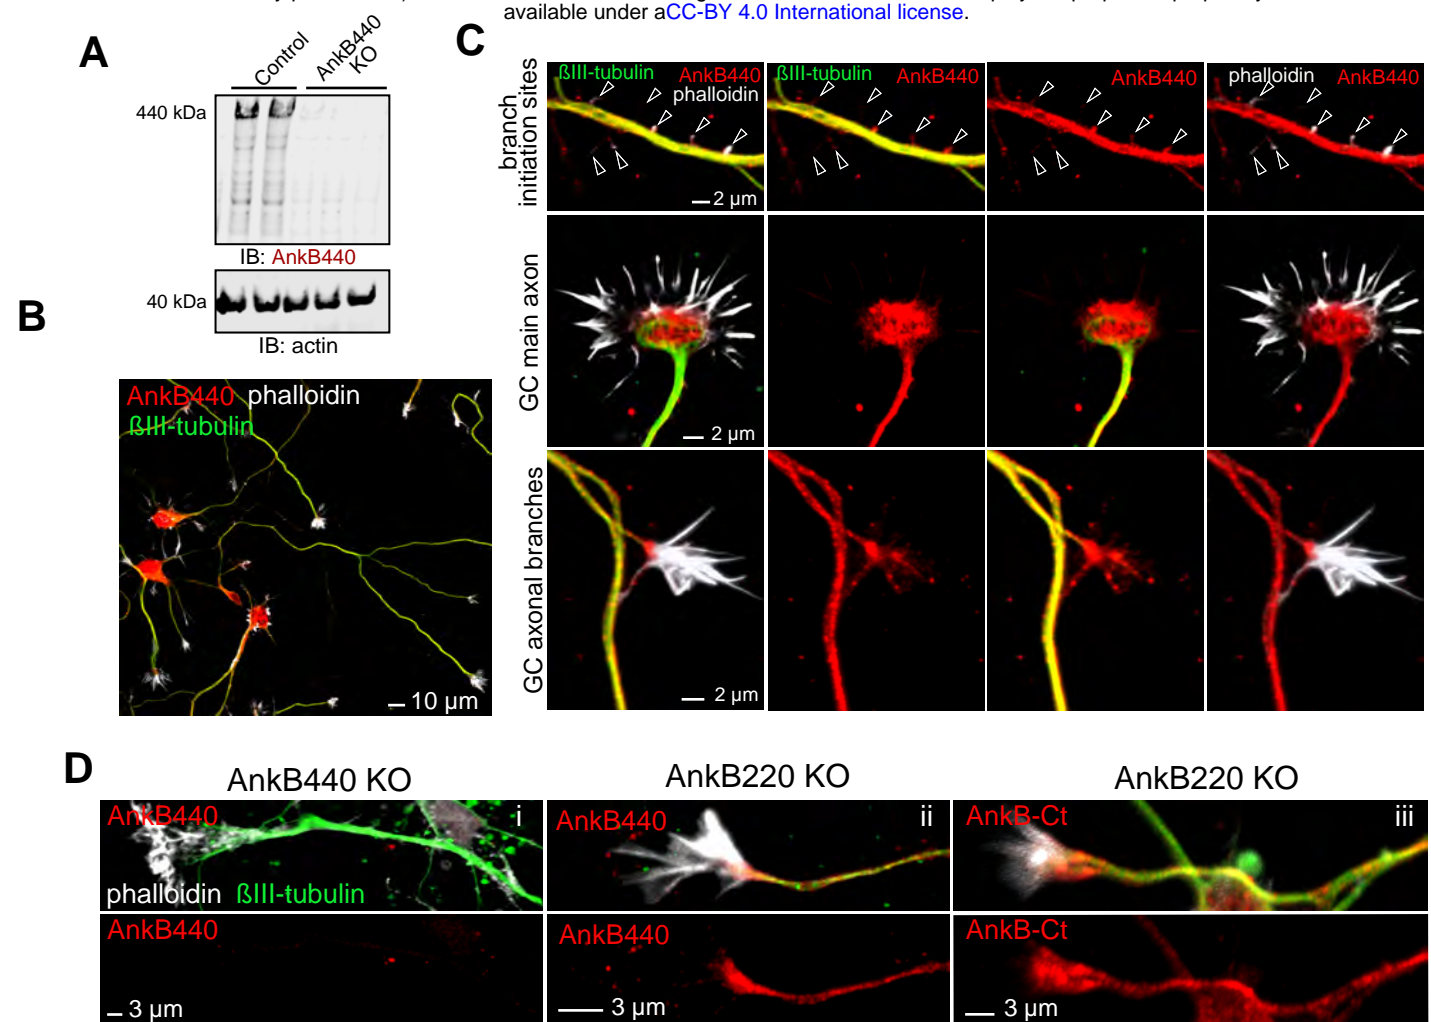 available under aCC-BY 4.0 International license.
A
Control
AnkB440
KO
440 kDa
IB: AnkB440
40 kDa
IB: actin
B
AnkB440 phalloidin
ßIII-tubulin
10 µm
C
branch
initiation sites
ßIII-tubulin AnkB440
phalloidin
2 µm
ßIII-tubulin AnkB440
AnkB440
phalloidin AnkB440
GC main axon
2 µm
GC axonal branches
2 µm
D
AnkB440 KO
AnkB220 KO
AnkB220 KO
AnkB440
i
phalloidin ßIII-tubulin
AnkB440
ii
AnkB-Ct
iii
AnkB440
3 µm
AnkB440
3 µm
AnkB-Ct
3 µm